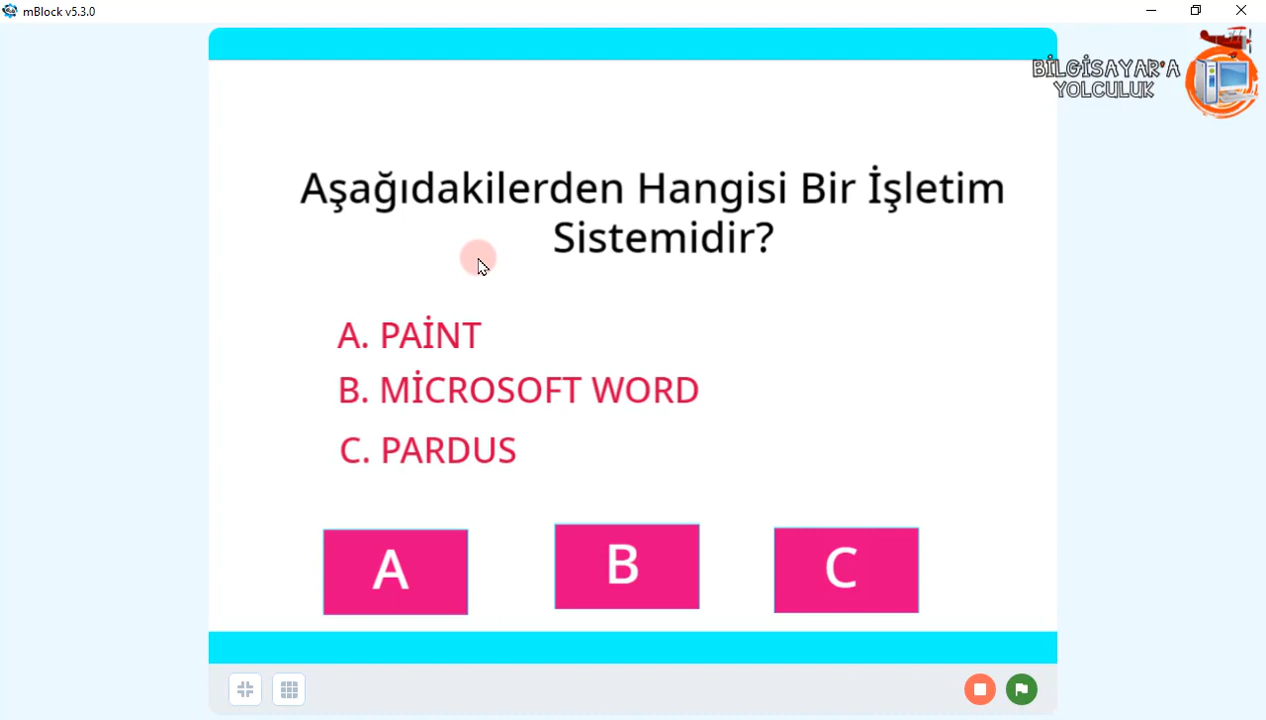 mBlock v5.3.0
BİLGİSAYAR'A
YOLCULUK
Aşağıdakilerden Hangisi Bir İşletim
Sistemidir?
A. PAİNT
B. MİCROSOFT WORD
C. PARDUS
A
B
C